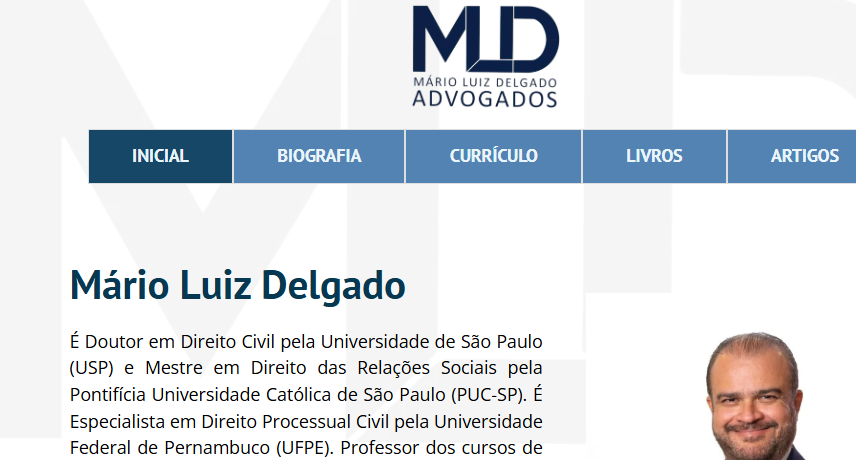 MLD
MÁRIO LUIZ DELGADO
ADVOGADOS
INICIAL
BIOGRAFIA
CURRÍCULO
LIVROS
ARTIGOS
Mário Luiz Delgado
É Doutor em Direito Civil pela Universidade de São Paulo
(USP) e Mestre em Direito das Relações Sociais pela
Pontifícia Universidade Católica de São Paulo (PUC-SP). É
Especialista em Direito Processual Civil pela Universidade
Federal de Pernambuco (UFPE). Professor dos cursos de